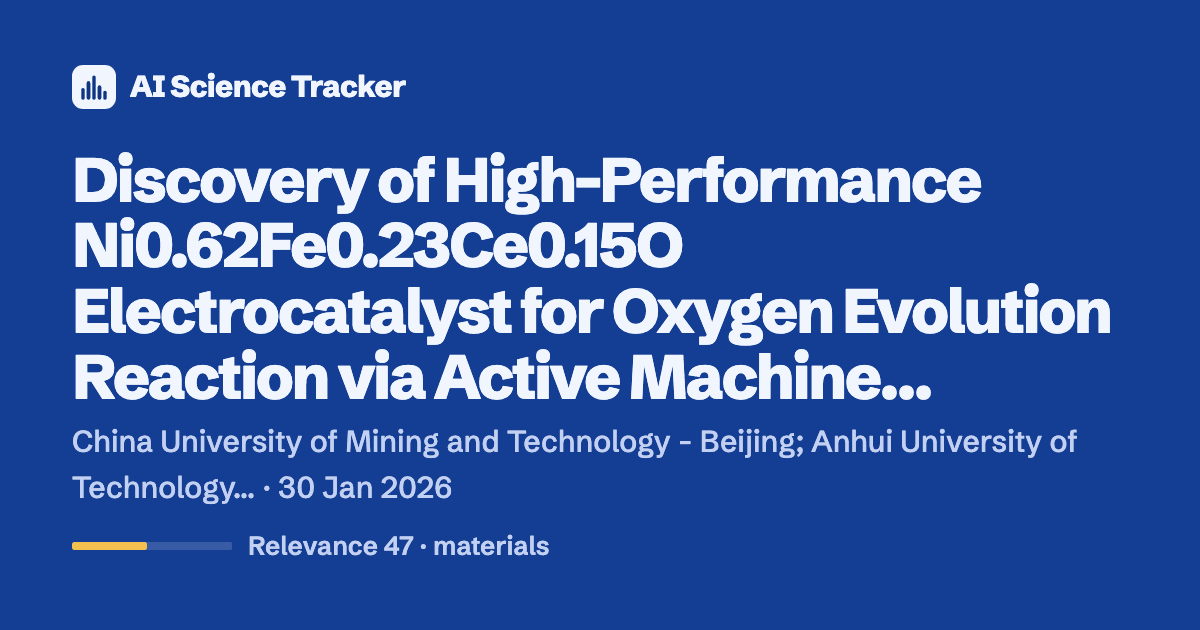 AI Science Tracker
Discovery of High-Performance
Ni0.62Fe0.23Ce0.15O
Electrocatalyst for Oxygen Evolution
Reaction via Active Machine...
China University of Mining and Technology - Beijing; Anhui University of
Technology... · 30 Jan 2026
Relevance 47 · materials